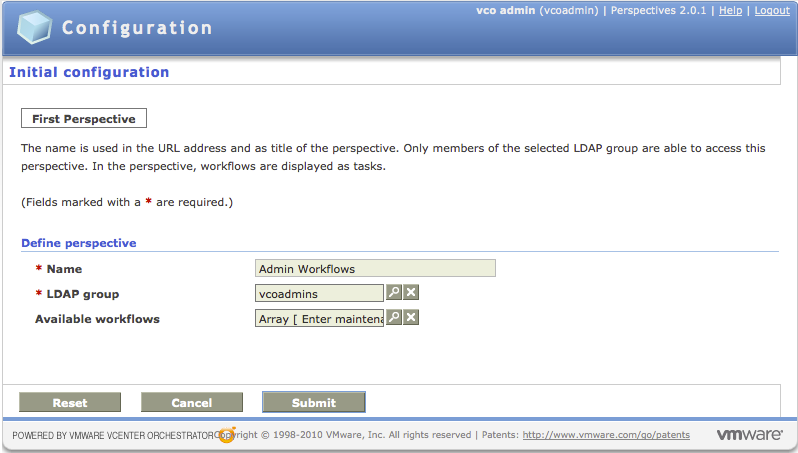 vco admin (vcoadmin) | Perspectives 2.0.1 | Help | Logout
Configuration
Initial configuration
First Perspective
The name is used in the URL address and as title of the perspective. Only members of the selected LDAP group are able to access this
perspective. In the perspective, workflows are displayed as tasks.
(Fields marked with a * are required.)
Define perspective
* Name Admin Workflows
* LDAP group vcoadmins
Available workflows Array [ Enter maintena
Reset Cancel Submit
POWERED BY VMWARE VCENTER ORCHESTRATOR Copyright © 1998-2010 VMware, Inc. All rights reserved | Patents: http://www.vmware.com/go/patents vmware